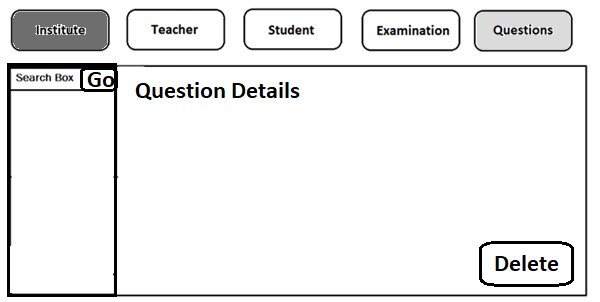 Institute
Teacher
Student
Examination
Questions
Search Box
Go
Question Details
Delete